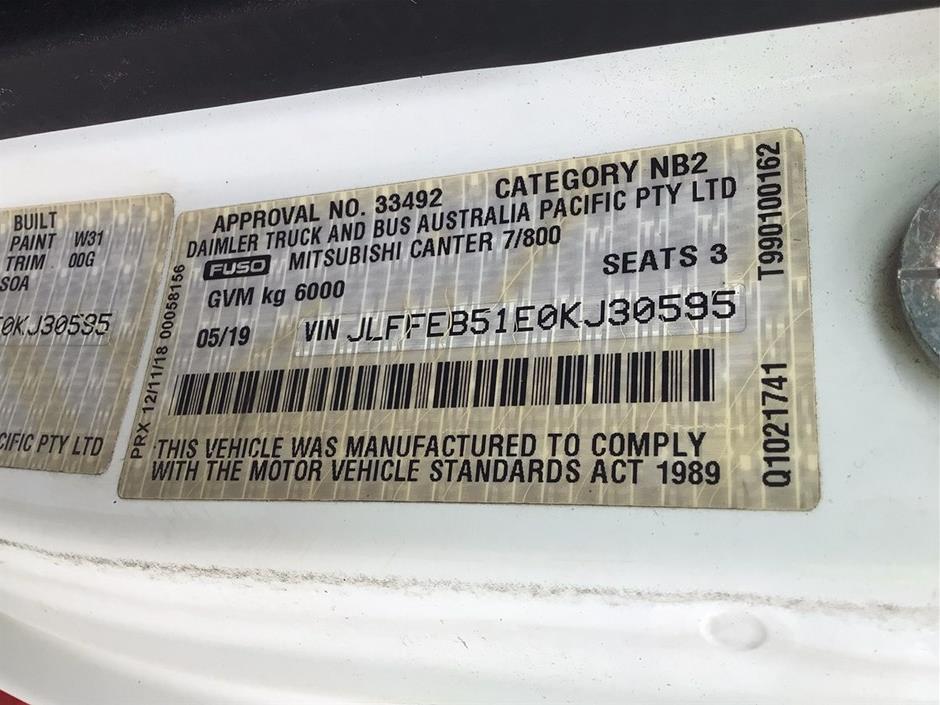 BUILT
PAINT W31
TRIM 00G
SOA
E0KJ30595
CIFIC PTY LTD
PRX 12/11/18 00058156
APPROVAL NO. 33492 CATEGORY NB2
DAIMLER TRUCK AND BUS AUSTRALIA PACIFIC PTY LTD
FUSO MITSUBISHI CANTER 7/800
GVM kg 6000 SEATS 3
05/19 VIN JLFFEB51E0KJ30595
THIS VEHICLE WAS MANUFACTURED TO COMPLY
WITH THE MOTOR VEHICLE STANDARDS ACT 1989
T990100162
Q1021741